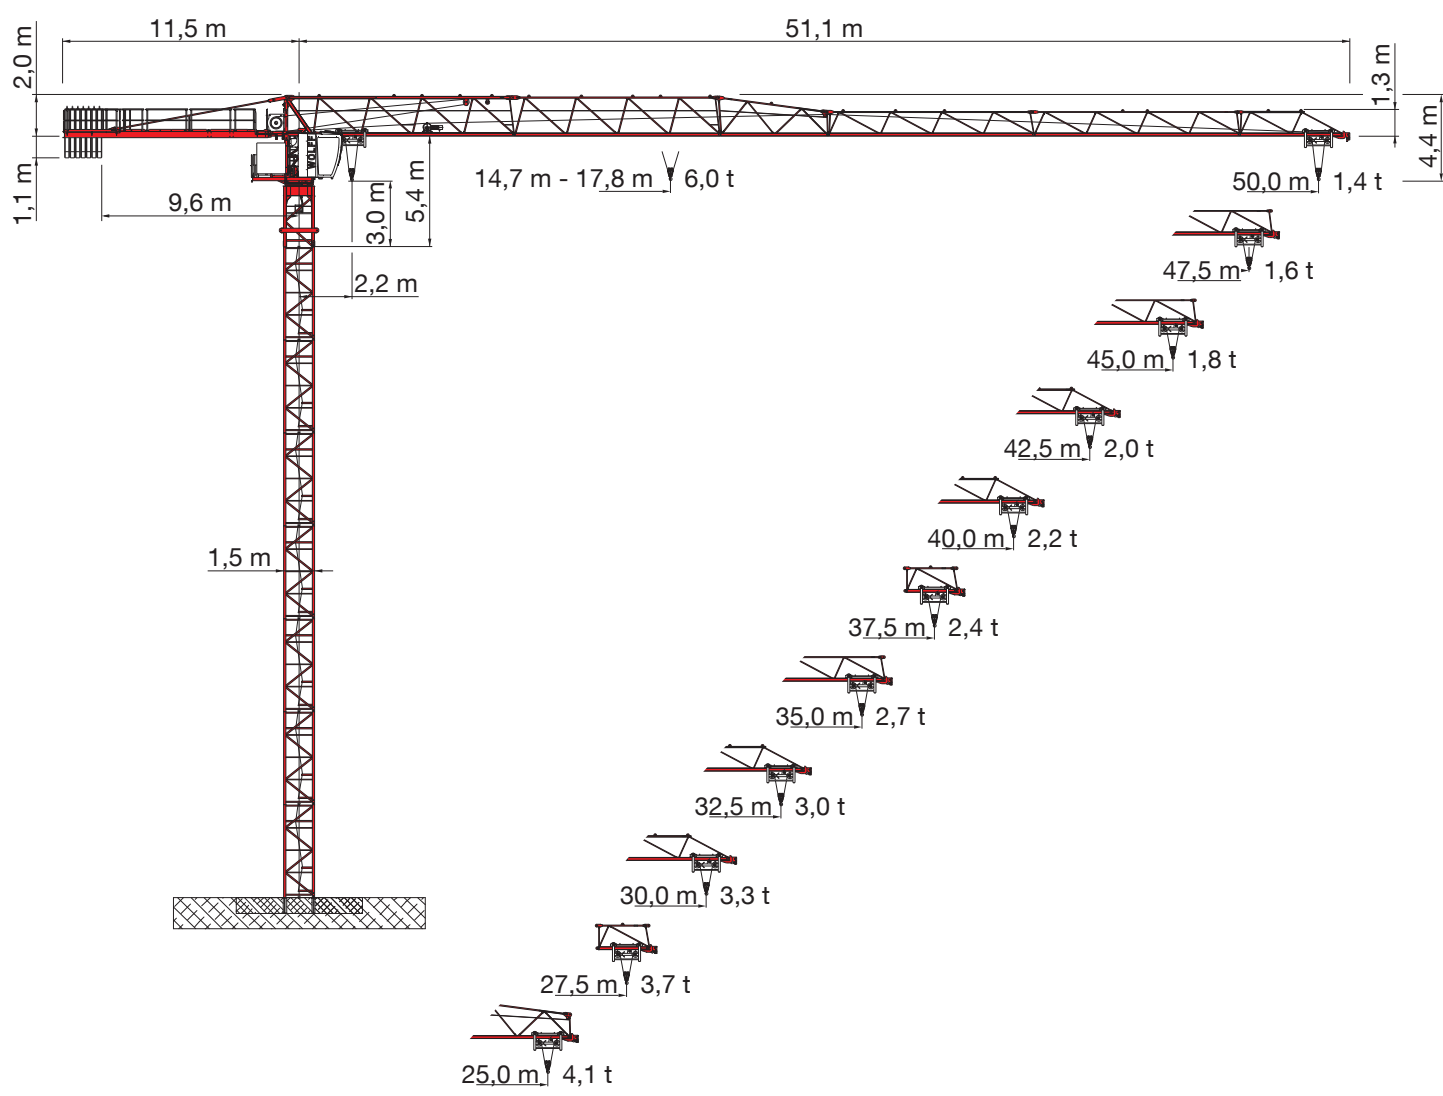 11,5 m
51,1 m
2,0 m
1,3 m
4,4 m
1,1 m
WOLFF
14,7 m - 17,8 m 6,0 t
50,0 m 1,4 t
9,6 m
3,0 m
5,4 m
2,2 m
47,5 m 1,6 t
45,0 m 1,8 t
42,5 m 2,0 t
40,0 m 2,2 t
1,5 m
37,5 m 2,4 t
35,0 m 2,7 t
32,5 m 3,0 t
30,0 m 3,3 t
27,5 m 3,7 t
25,0 m 4,1 t